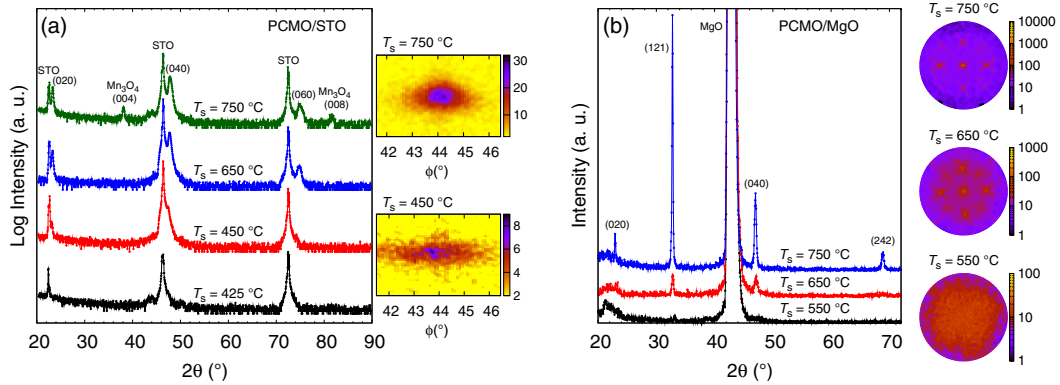 (a)
PCMO/STO
STO
(020)
Mn3O4
(004)
STO
(040)
STO
(060)
Mn3O4
(008)
Ts = 750 °C
Ts = 650 °C
Ts = 450 °C
Ts = 425 °C
Log Intensity (a. u.)
20 30 40 50 60 70 80 90
2θ (°)
Ts = 750 °C
30
20
10
42 43 44 45 46
ϕ(°)
Ts = 450 °C
8
6
4
2
42 43 44 45 46
ϕ(°)
(b)
MgO
PCMO/MgO
(121)
(020)
(040)
(242)
Ts = 750 °C
Ts = 650 °C
Ts = 550 °C
Intensity (a. u.)
20 30 40 50 60 70
2θ (°)
Ts = 750 °C
10000
1000
100
10
1
Ts = 650 °C
1000
100
10
1
Ts = 550 °C
100
10
1